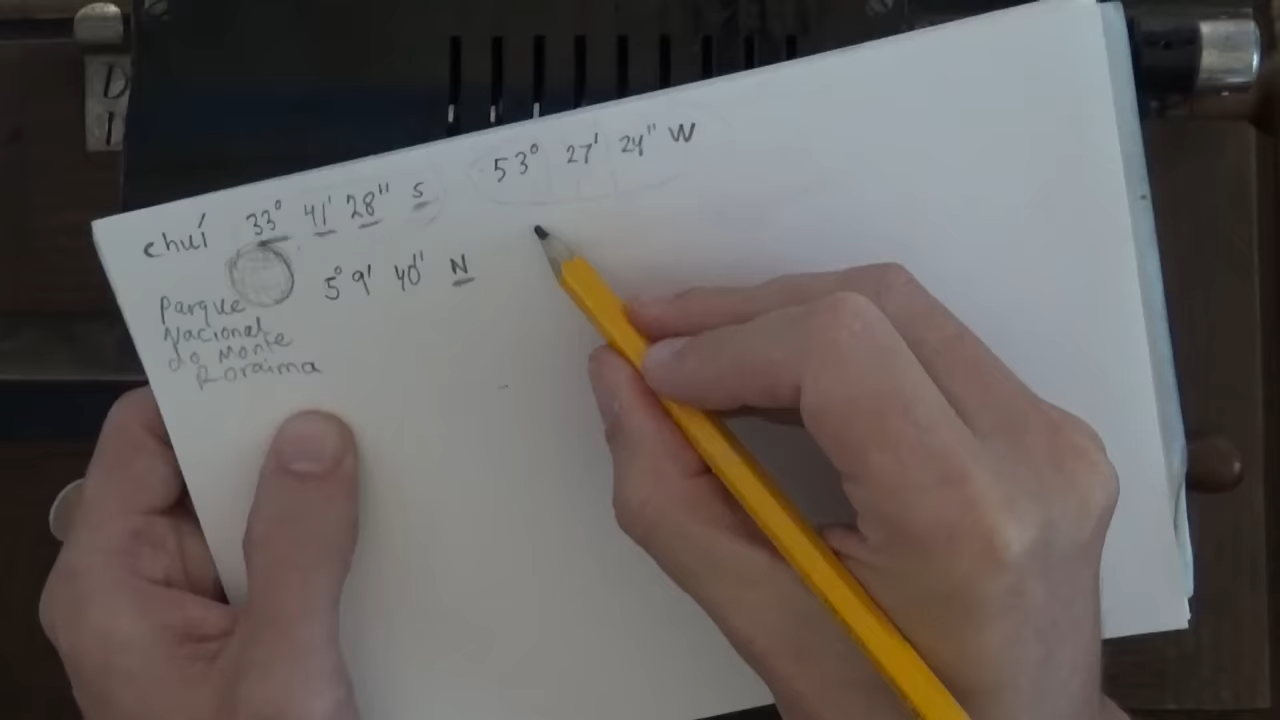 chuí 33° 41' 28" S 53° 27' 24" W
5° 9' 40" N
Parque
Nacional
do Monte
Roraima
D